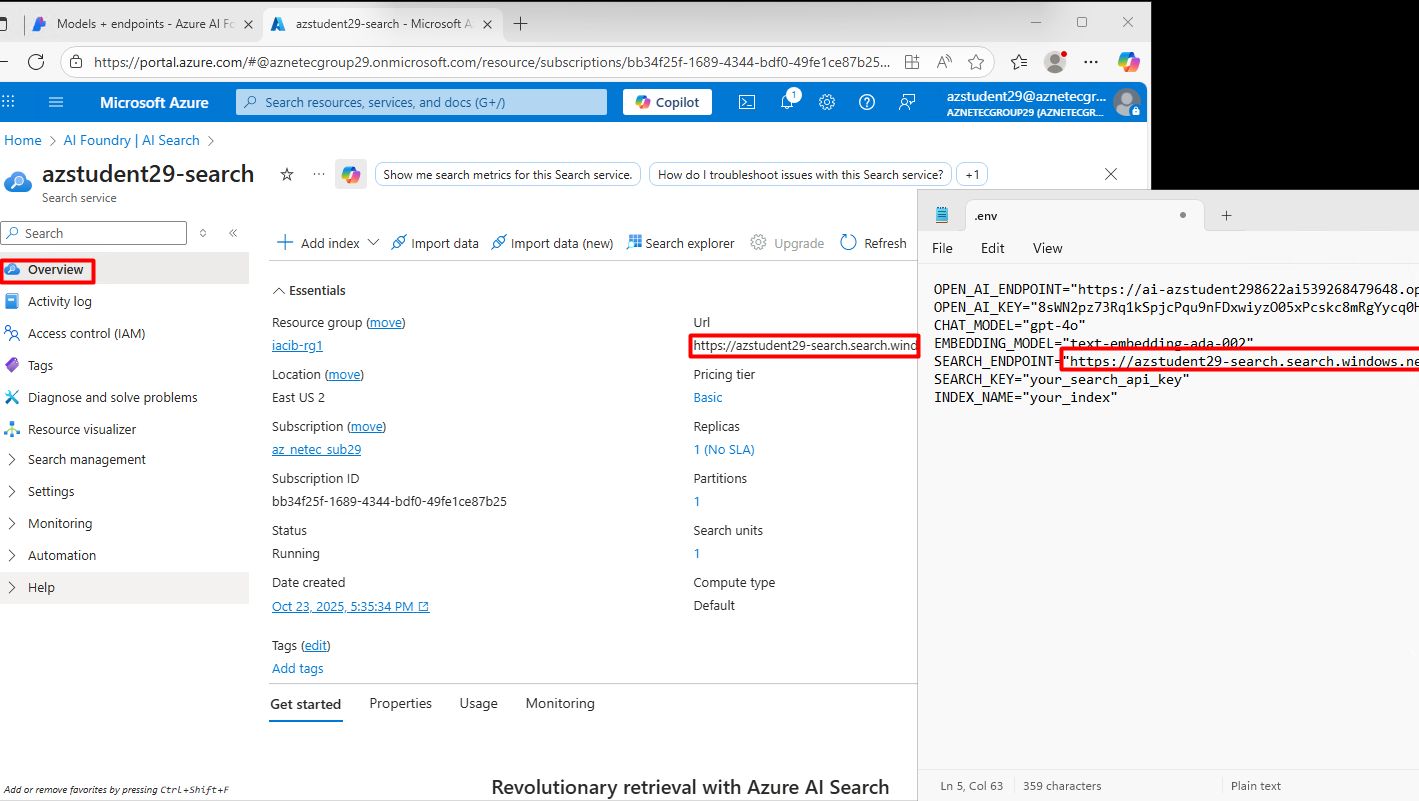 Models + endpoints - Azure AI Fo
azstudent29-search - Microsoft A
https://portal.azure.com/#@aznetecgroup29.onmicrosoft.com/resource/subscriptions/bb34f25f-1689-4344-bdf0-49fe1ce87b25...
Microsoft Azure
Search resources, services, and docs (G+/)
Copilot
1
azstudent29@aznetecgr...
AZNETECGROUP29 (AZNETECGR...
Home > AI Foundry | AI Search >
azstudent29-search
Search service
Show me search metrics for this Search service.
How do I troubleshoot issues with this Search service?
+1
Search
Overview
Activity log
Access control (IAM)
Tags
Diagnose and solve problems
Resource visualizer
Search management
Settings
Monitoring
Automation
Help
Add or remove favorites by pressing Ctrl+Shift+F
Add index
Import data
Import data (new)
Search explorer
Upgrade
Refresh
Essentials
Resource group (move)
iacib-rg1
Location (move)
East US 2
Subscription (move)
az_netec_sub29
Subscription ID
bb34f25f-1689-4344-bdf0-49fe1ce87b25
Status
Running
Date created
Oct 23, 2025, 5:35:34 PM
Tags (edit)
Add tags
Url
https://azstudent29-search.search.wind
Pricing tier
Basic
Replicas
1 (No SLA)
Partitions
1
Search units
1
Compute type
Default
Get started
Properties
Usage
Monitoring
Revolutionary retrieval with Azure AI Search
.env
File
Edit
View
OPEN_AI_ENDPOINT="https://ai-azstudent298622ai539268479648.op
OPEN_AI_KEY="8sWN2pz73Rq1kSpjcPqu9nFDxwiyzO05xPcskc8mRgYycq0H
CHAT_MODEL="gpt-4o"
EMBEDDING_MODEL="text-embedding-ada-002"
SEARCH_ENDPOINT="https://azstudent29-search.search.windows.ne
SEARCH_KEY="your_search_api_key"
INDEX_NAME="your_index"
Ln 5, Col 63
359 characters
Plain text